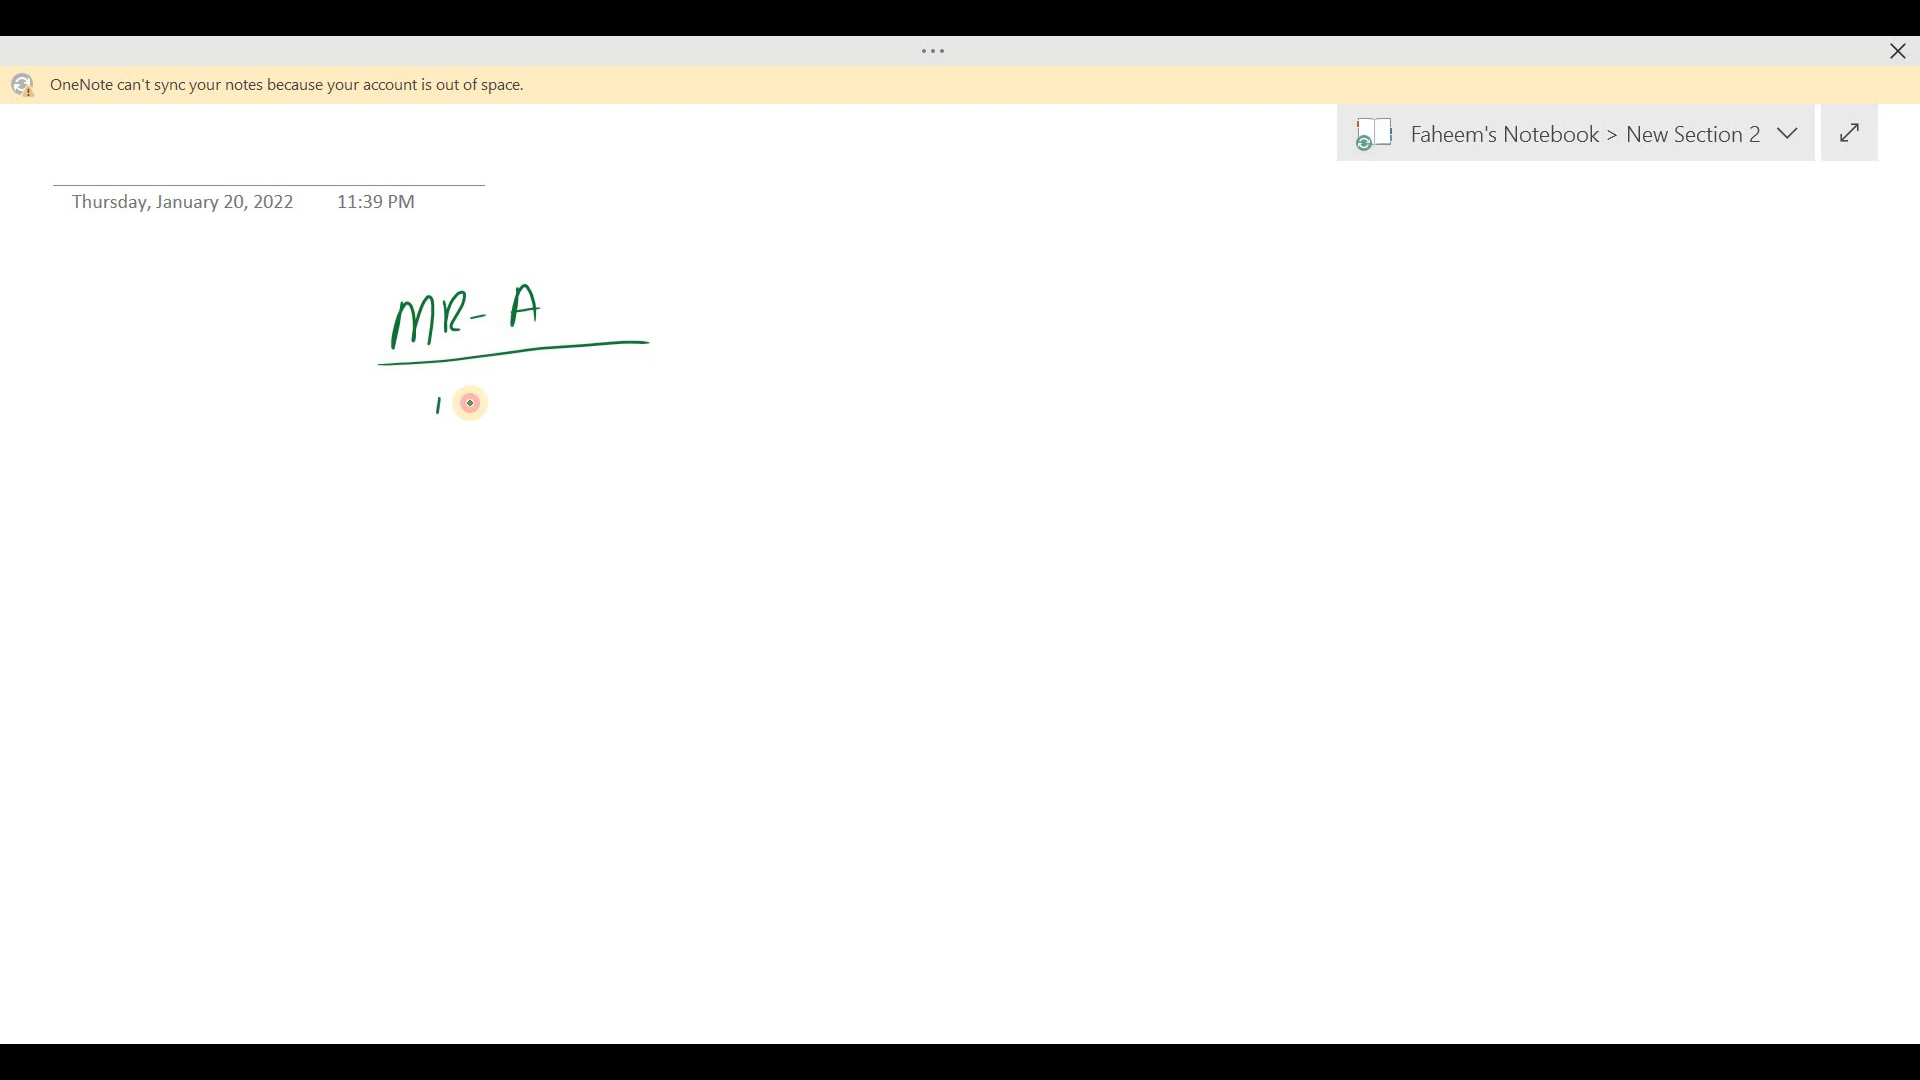 OneNote can't sync your notes because your account is out of space.
Faheem's Notebook > New Section 2
Thursday, January 20, 2022 11:39 PM
MR- A
1